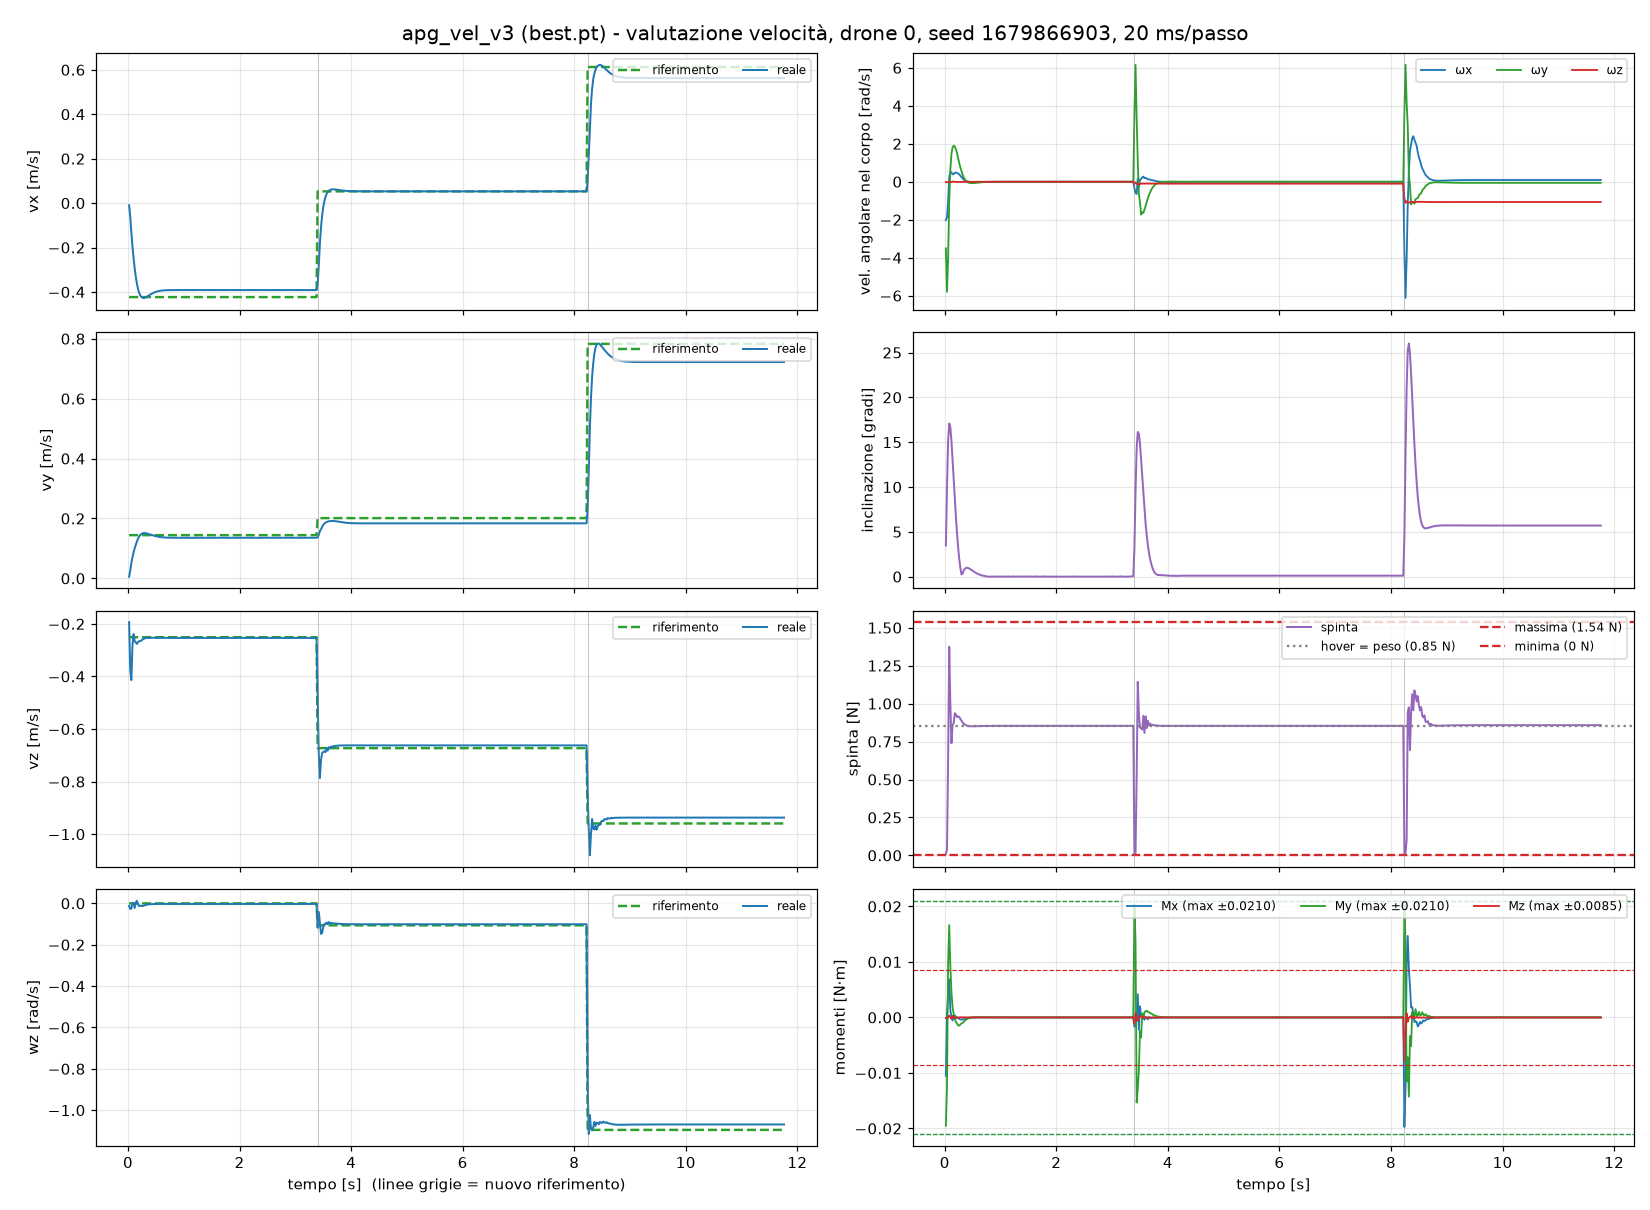 apg_vel_v3 (best.pt) - valutazione velocità, drone 0, seed 1679866903, 20 ms/passo
vx [m/s]
0.6
0.4
0.2
0.0
−0.2
−0.4
riferimento
reale
vel. angolare nel corpo [rad/s]
6
4
2
0
−2
−4
−6
ωx
ωy
ωz
vy [m/s]
0.8
0.6
0.4
0.2
0.0
riferimento
reale
inclinazione [gradi]
25
20
15
10
5
0
vz [m/s]
−0.2
−0.4
−0.6
−0.8
−1.0
riferimento
reale
spinta [N]
1.50
1.25
1.00
0.75
0.50
0.25
0.00
spinta
hover = peso (0.85 N)
massima (1.54 N)
minima (0 N)
wz [rad/s]
0.0
−0.2
−0.4
−0.6
−0.8
−1.0
riferimento
reale
0 2 4 6 8 10 12
tempo [s]  (linee grigie = nuovo riferimento)
momenti [N·m]
0.02
0.01
0.00
−0.01
−0.02
Mx (max ±0.0210)
My (max ±0.0210)
Mz (max ±0.0085)
0 2 4 6 8 10 12
tempo [s]